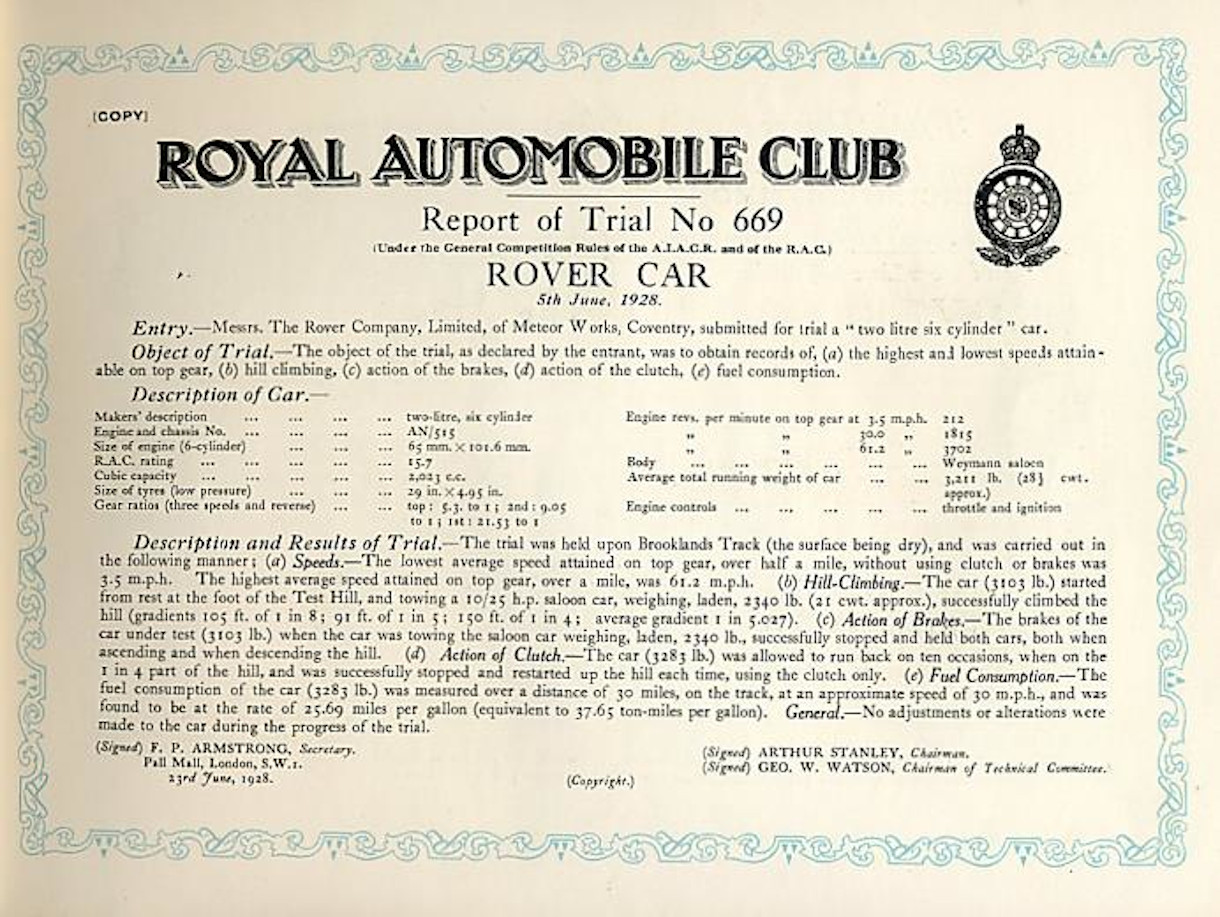 [COPY]
ROYAL AUTOMOBILE CLUB
Report of Trial No 669
(Under the General Competition Rules of the A.I.A.C.R. and of the R.A.C.)
ROVER CAR
5th June, 1928.
Entry.—Messrs. The Rover Company, Limited, of Meteor Works, Coventry, submitted for trial a “two litre six cylinder” car.
Object of Trial.—The object of the trial, as declared by the entrant, was to obtain records of, (a) the highest and lowest speeds attain-
able on top gear, (b) hill climbing, (c) action of the brakes, (d) action of the clutch, (e) fuel consumption.
Description of Car.—
Makers' description ... ... ... ... two-litre, six cylinder
Engine and chassis No. ... ... ... ... AN/515
Size of engine (6-cylinder) ... ... ... 65 mm. × 101.6 mm.
R.A.C. rating ... ... ... ... ... 15.7
Cubic capacity ... ... ... ... ... 2,023 c.c.
Size of tyres (low pressure) ... ... ... 29 in. × 4.95 in.
Gear ratios (three speeds and reverse) ... ... top: 5.3. to 1; 2nd: 9.05
to 1; 1st: 21.53 to 1
Engine revs. per minute on top gear at 3.5 m.p.h. 212
„ „ 30.0 „ 1815
„ „ 61.2 „ 3702
Body ... ... ... ... ... ... Weymann saloon
Average total running weight of car ... ... 3,211 lb. (28¾ cwt.
approx.)
Engine controls ... ... ... ... ... throttle and ignition
Description and Results of Trial.—The trial was held upon Brooklands Track (the surface being dry), and was carried out in
the following manner; (a) Speeds.—The lowest average speed attained on top gear, over half a mile, without using clutch or brakes was
3.5 m.p.h. The highest average speed attained on top gear, over a mile, was 61.2 m.p.h. (b) Hill-Climbing.—The car (3103 lb.) started
from rest at the foot of the Test Hill, and towing a 10/25 h.p. saloon car, weighing, laden, 2340 lb. (21 cwt. approx.), successfully climbed the
hill (gradients 105 ft. of 1 in 8; 91 ft. of 1 in 5; 150 ft. of 1 in 4; average gradient 1 in 5.027). (c) Action of Brakes.—The brakes of the
car under test (3103 lb.) when the car was towing the saloon car weighing, laden, 2340 lb., successfully stopped and held both cars, both when
ascending and when descending the hill. (d) Action of Clutch.—The car (3283 lb.) was allowed to run back on ten occasions, when on the
1 in 4 part of the hill, and was successfully stopped and restarted up the hill each time, using the clutch only. (e) Fuel Consumption.—The
fuel consumption of the car (3283 lb.) was measured over a distance of 30 miles, on the track, at an approximate speed of 30 m.p.h., and was
found to be at the rate of 25.69 miles per gallon (equivalent to 37.65 ton-miles per gallon). General.—No adjustments or alterations were
made to the car during the progress of the trial.
(Signed) F. P. ARMSTRONG, Secretary.
Pall Mall, London, S.W.1.
23rd June, 1928.
(Copyright.)
(Signed) ARTHUR STANLEY, Chairman.
(Signed) GEO. W. WATSON, Chairman of Technical Committee.